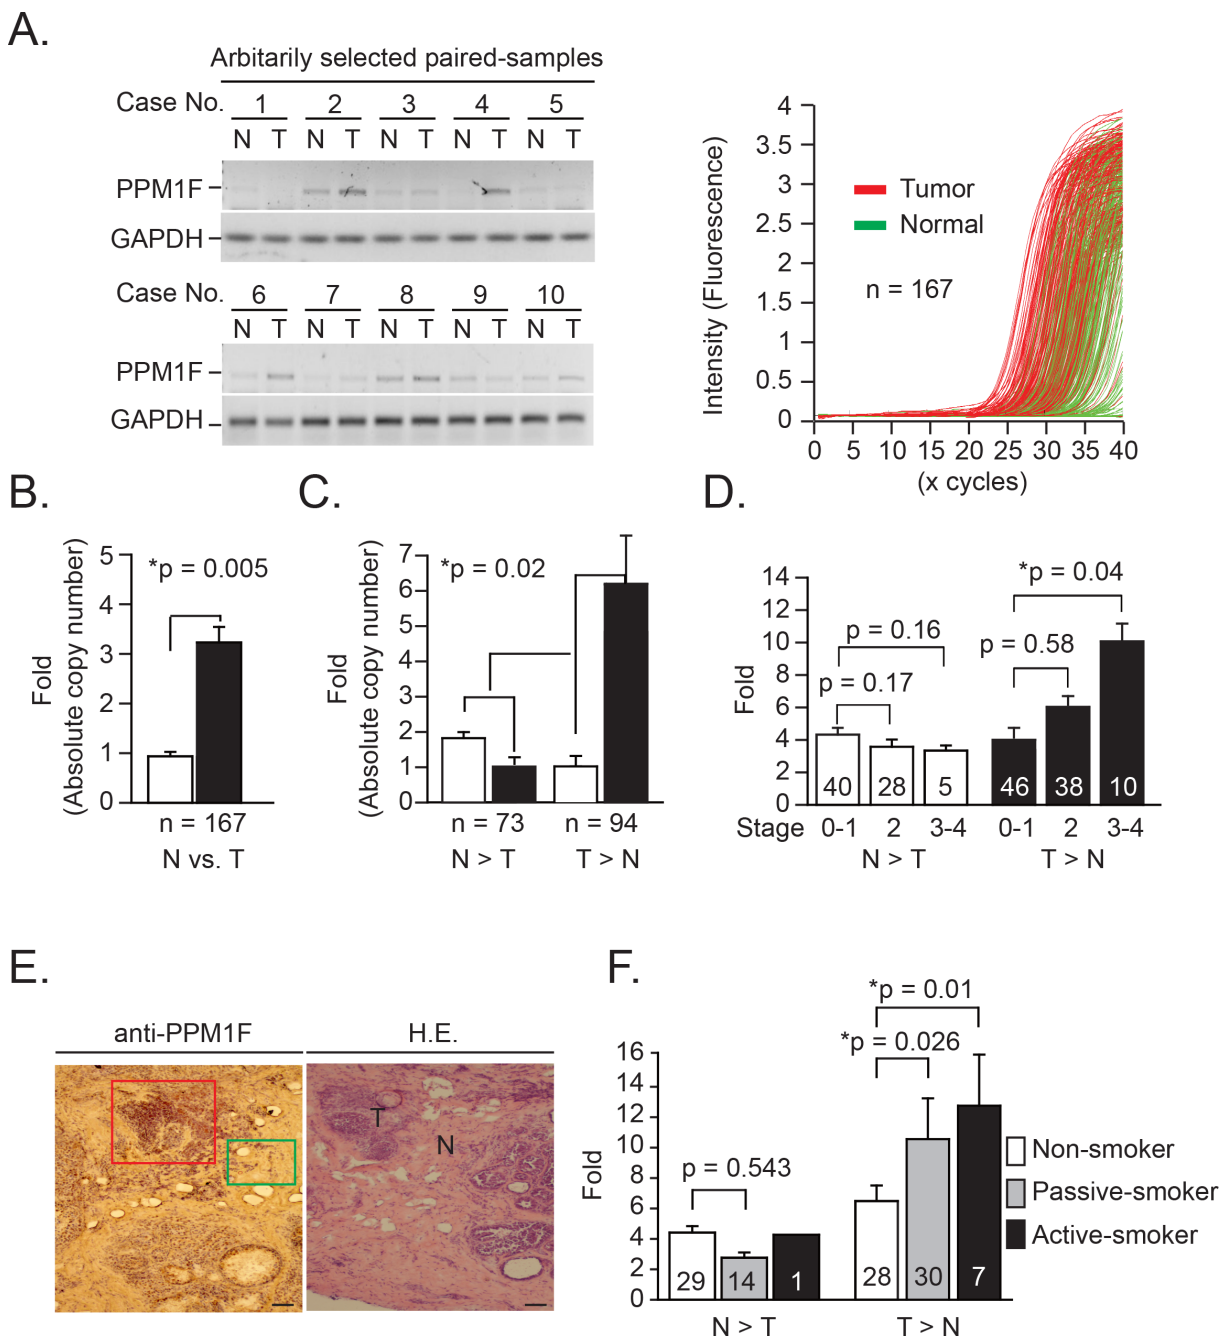 A.
Arbitarily selected paired-samples
Case No. 1 2 3 4 5
N T N T N T N T N T
PPM1F
GAPDH
Case No. 6 7 8 9 10
N T N T N T N T N T
PPM1F
GAPDH
Intensity (Fluorescence)
4
3.5
3
2.5
2
1.5
1
0.5
0
Tumor
Normal
n = 167
0 5 10 15 20 25 30 35 40
(x cycles)
B.
Fold
(Absolute copy number)
5
4
3
2
1
0
*p = 0.005
n = 167
N vs. T
C.
Fold
(Absolute copy number)
7
6
5
4
3
2
1
0
*p = 0.02
n = 73 n = 94
N > T T > N
D.
Fold
14
12
10
8
6
4
2
0
*p = 0.04
p = 0.16
p = 0.58
p = 0.17
40 28 5 46 38 10
Stage 0-1 2 3-4 0-1 2 3-4
N > T T > N
E.
anti-PPM1F H.E.
T
N
F.
Fold
16
14
12
10
8
6
4
2
0
*p = 0.01
*p = 0.026
p = 0.543
29 14 1 28 30 7
N > T T > N
Non-smoker
Passive-smoker
Active-smoker